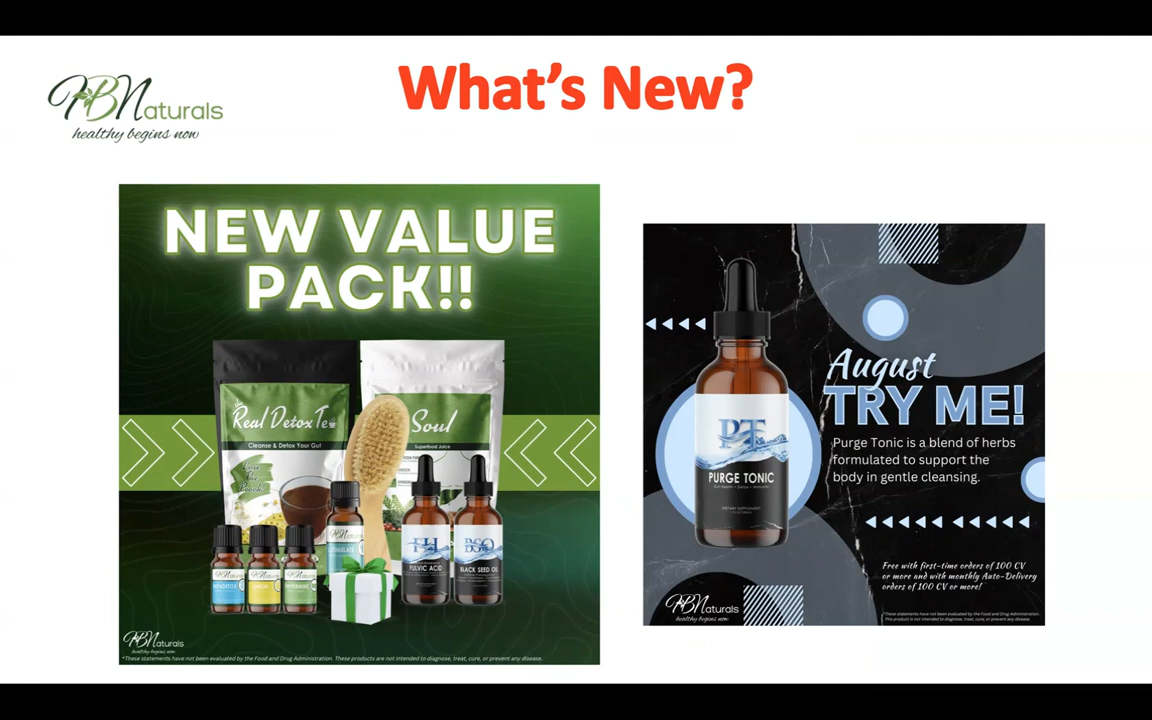 HBNaturals
healthy begins now
What's New?
NEW VALUE
PACK!!
Real Detox Tea
Cleanse & Detox Your Gut
Soul
Superfood Juice
FULVIC ACID
BSO
BLACK SEED OIL
HBNaturals
healthy begins now
*These statements have not been evaluated by the Food and Drug Administration. These products are not intended to diagnose, treat, cure, or prevent any disease.
PT
PURGE TONIC
DIETARY SUPPLEMENT
August
TRY ME!
Purge Tonic is a blend of herbs
formulated to support the
body in gentle cleansing.
Free with first-time orders of 100 CV
or more and with monthly Auto-Delivery
orders of 100 CV or more!
HBNaturals
healthy begins now
*These statements have not been evaluated by the Food and Drug Administration.
This product is not intended to diagnose, treat, cure, or prevent any disease.